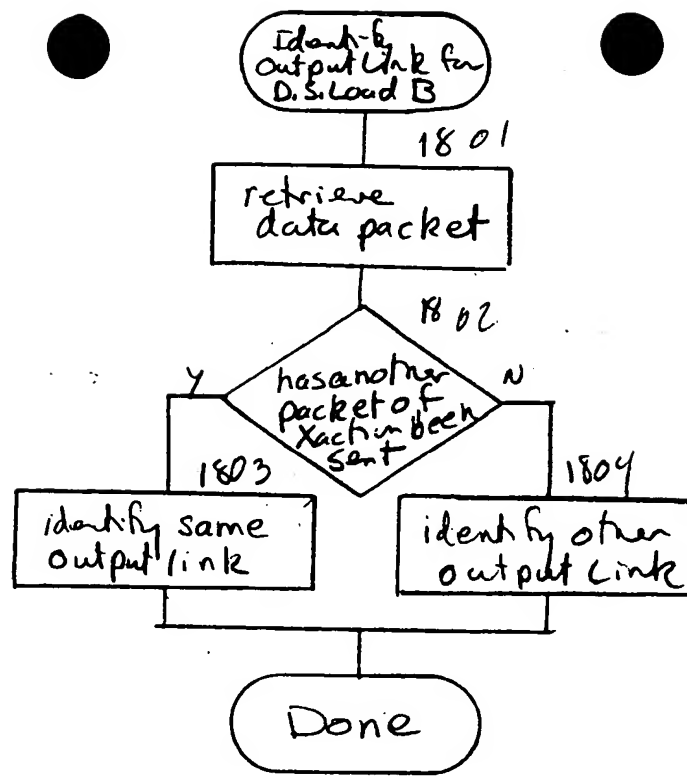 Identify
Output Link for
D.S. Load B
1801
retrieve
data packet
1802
has another
packet of
Xaction been
sent
Y
N
1803
identify same
output link
1804
identify other
output Link
Done